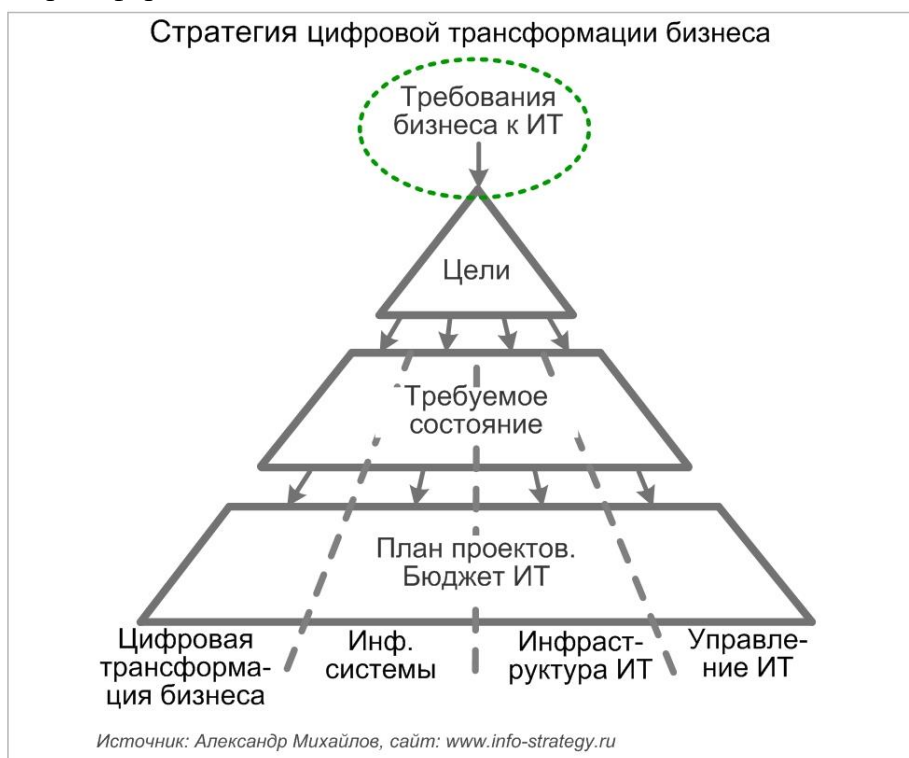 Стратегия цифровой трансформации бизнеса
Требования
бизнеса к ИТ
Цели
Требуемое
состояние
План проектов.
Бюджет ИТ
Цифровая
трансформа-
ция бизнеса
Инф.
системы
Инфраст-
руктура ИТ
Управле-
ние ИТ
Источник: Александр Михайлов, сайт: www.info-strategy.ru